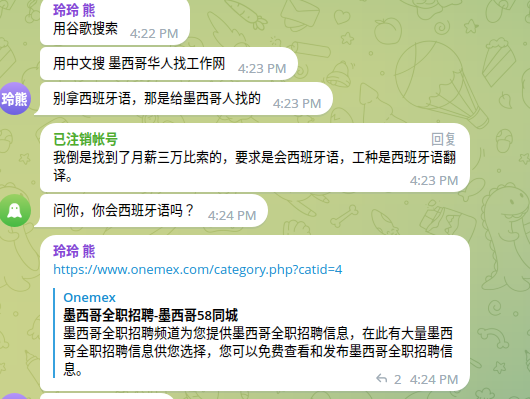 玲玲 熊
用谷歌搜索 4:22 PM
用中文搜 墨西哥华人找工作网 4:23 PM
玲熊
别拿西班牙语，那是给墨西哥人找的 4:23 PM
已注销帐号 回复
我倒是找到了月薪三万比索的，要求是会西班牙语，工种是西班牙语翻
译。 4:23 PM
问你，你会西班牙语吗？ 4:24 PM
玲玲 熊
https://www.onemex.com/category.php?catid=4
Onemex
墨西哥全职招聘-墨西哥58同城
墨西哥全职招聘频道为您提供墨西哥全职招聘信息，在此有大量墨西
哥全职招聘信息供您选择，您可以免费查看和发布墨西哥全职招聘信
息。
2 4:24 PM